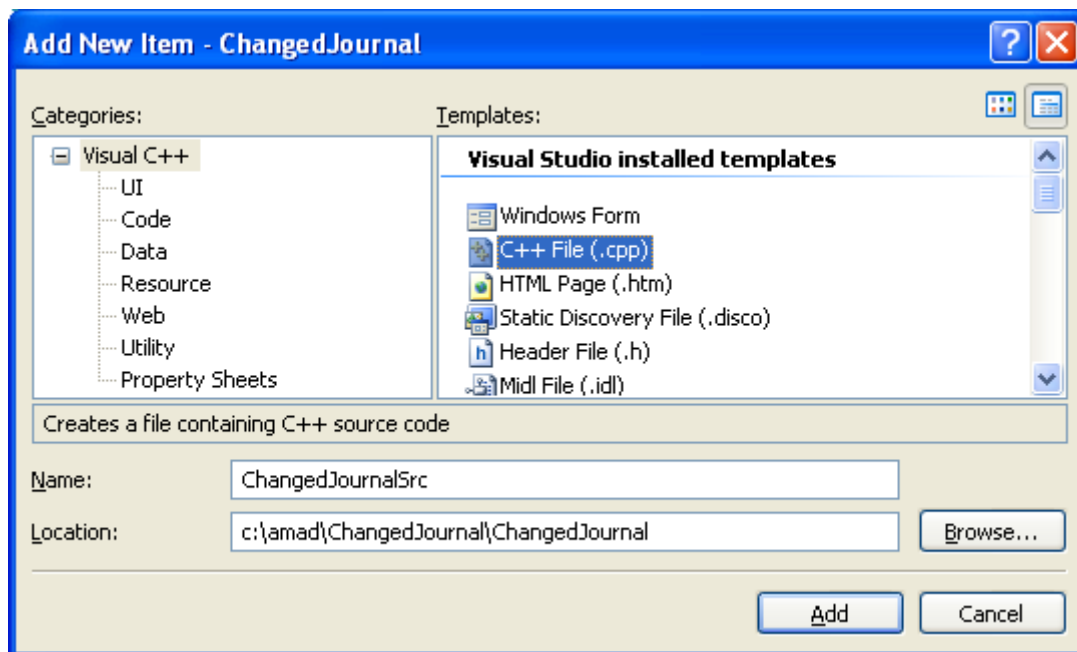 Add New Item - ChangedJournal
Categories:
Templates:
Visual C++
UI
Code
Data
Resource
Web
Utility
Property Sheets
Visual Studio installed templates
Windows Form
C++ File (.cpp)
HTML Page (.htm)
Static Discovery File (.disco)
Header File (.h)
Midl File (.idl)
Creates a file containing C++ source code
Name: ChangedJournalSrc
Location: c:\amad\ChangedJournal\ChangedJournal Browse...
Add Cancel